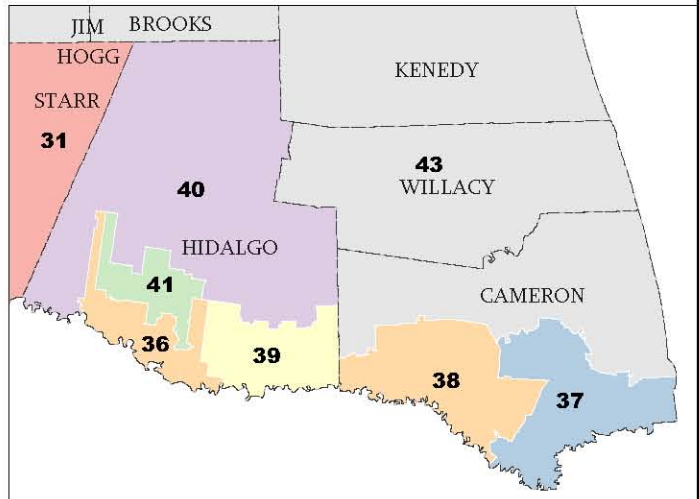 JIM BROOKS
HOGG
KENEDY
STARR
31
43
40
WILLACY
HIDALGO
41
CAMERON
36
39
38
37